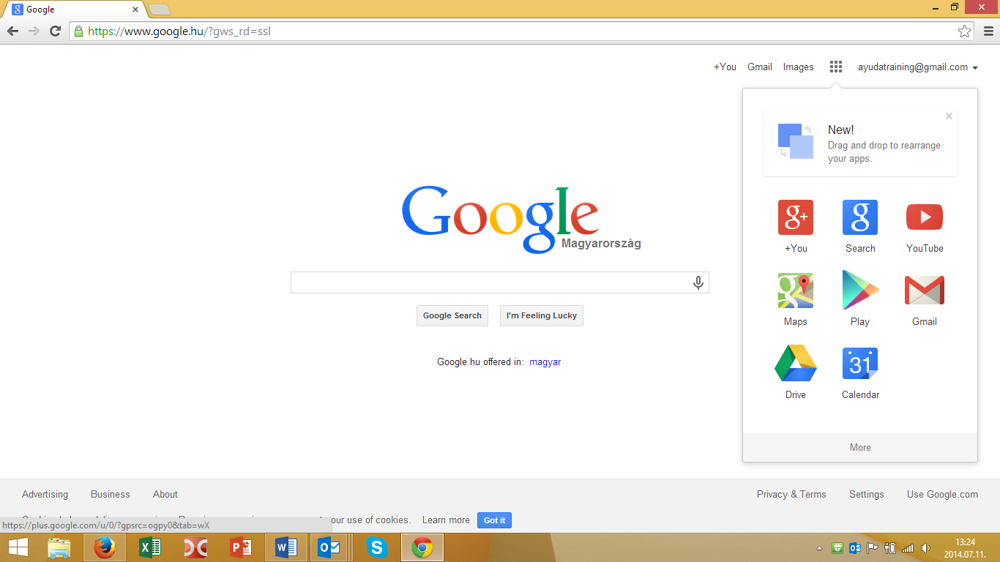 Google
https://www.google.hu/?gws_rd=ssl
+You Gmail Images ayudatraining@gmail.com
New!
Drag and drop to rearrange
your apps.
Google
Magyarország
g+ g
+You Search YouTube
g
Maps Play Gmail
31
Drive Calendar
More
Google Search I'm Feeling Lucky
Google.hu offered in: magyar
Advertising Business About Privacy & Terms Settings Use Google.com
our use of cookies. Learn more Got it
https://plus.google.com/u/0/?gpsrc=ogpy0&tab=wX
13:24
2014.07.11.